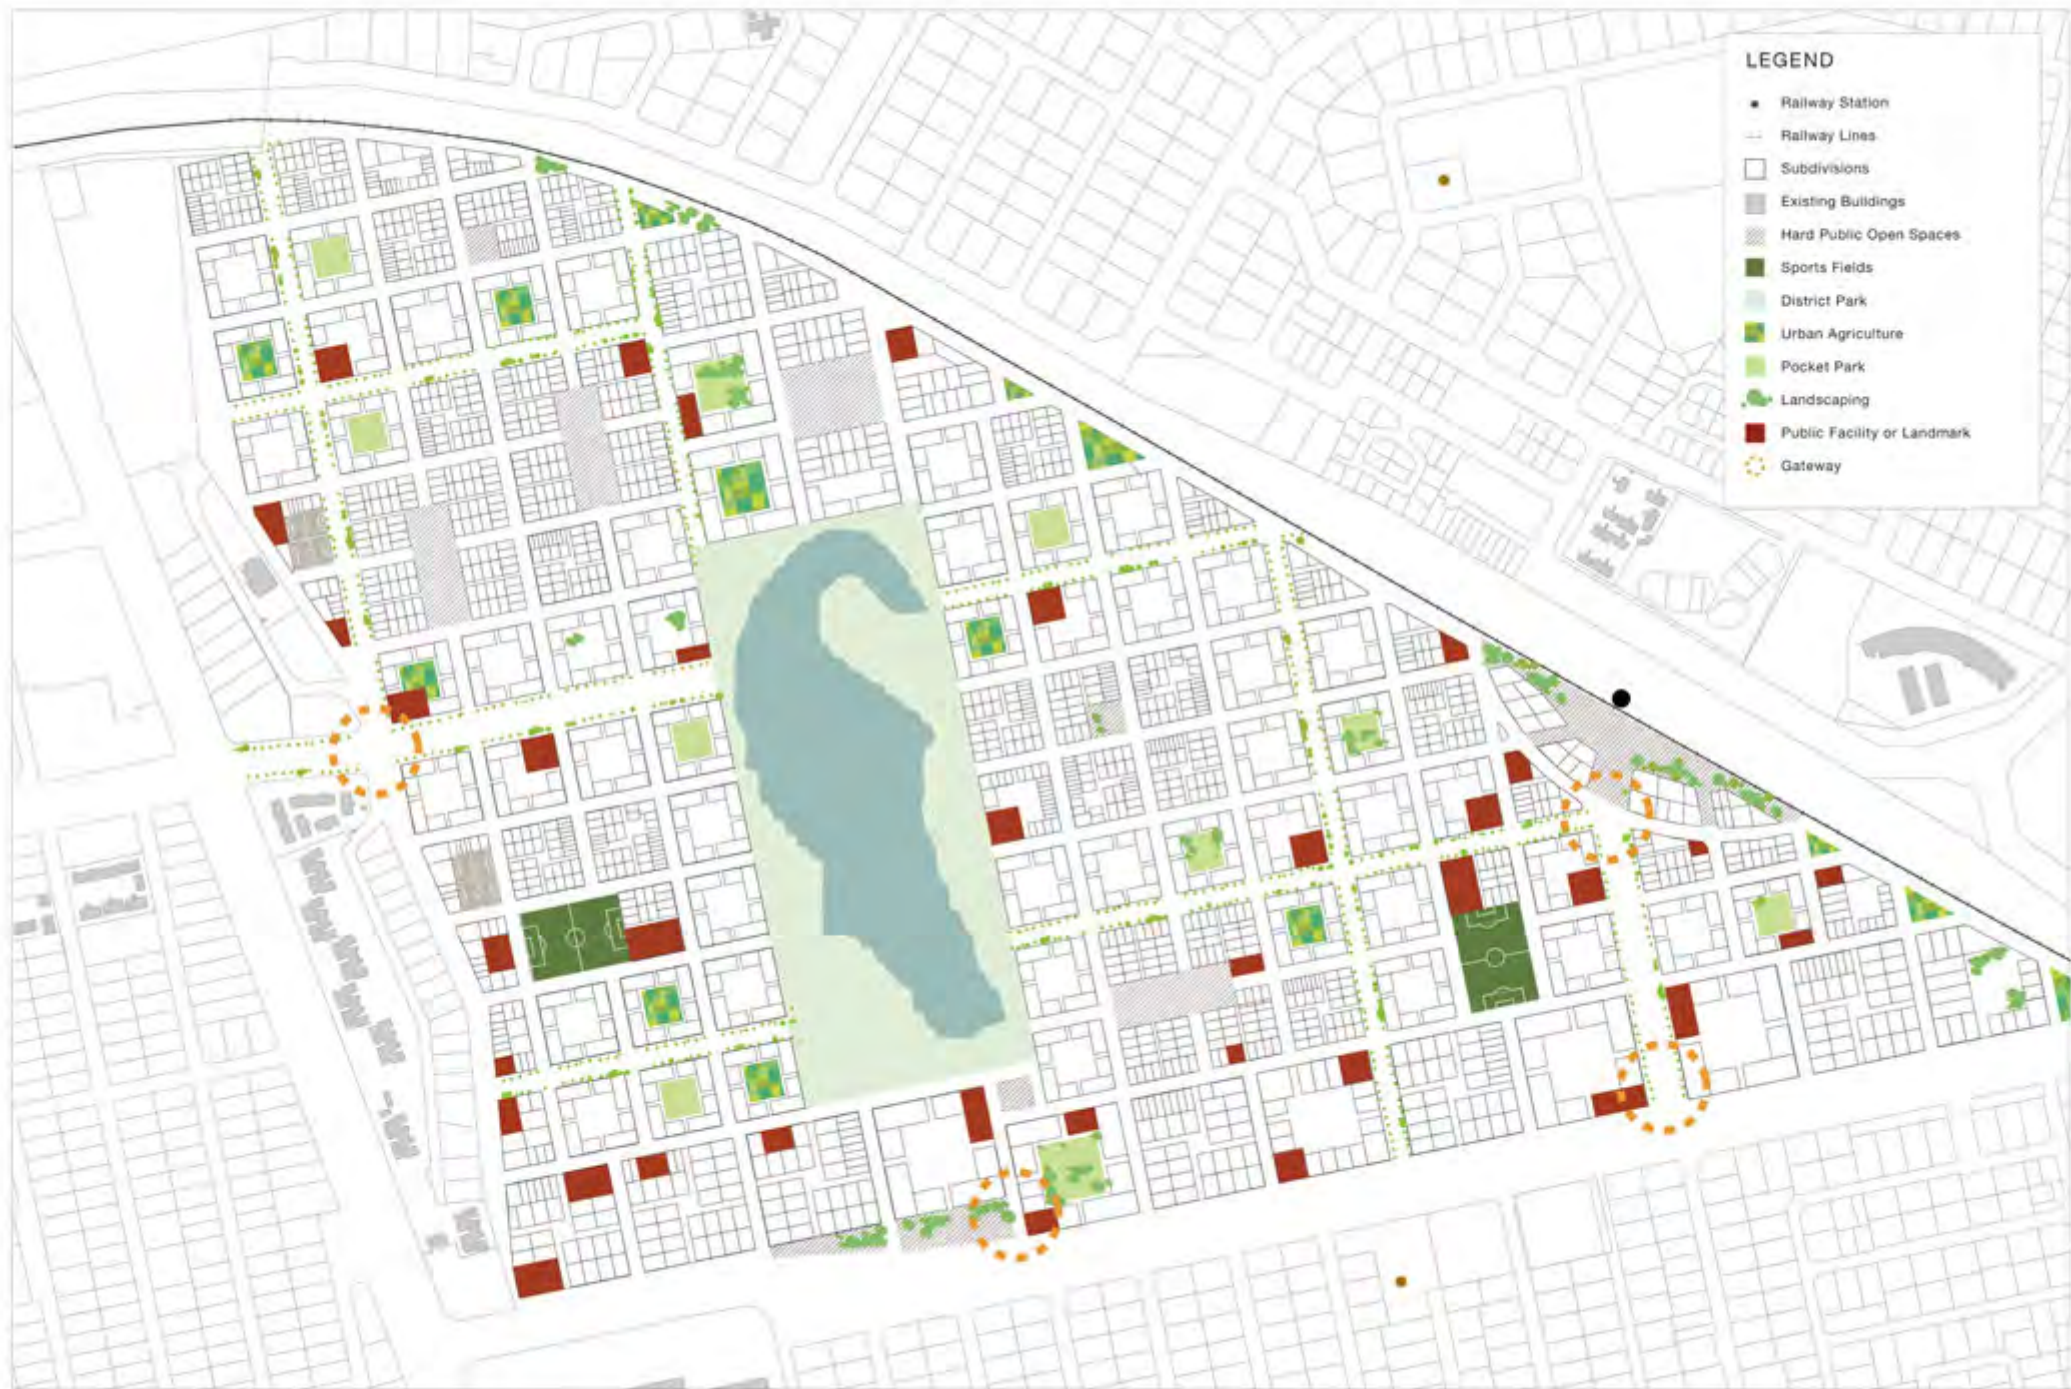 LEGEND
Railway Station
Railway Lines
Subdivisions
Existing Buildings
Hard Public Open Spaces
Sports Fields
District Park
Urban Agriculture
Pocket Park
Landscaping
Public Facility or Landmark
Gateway